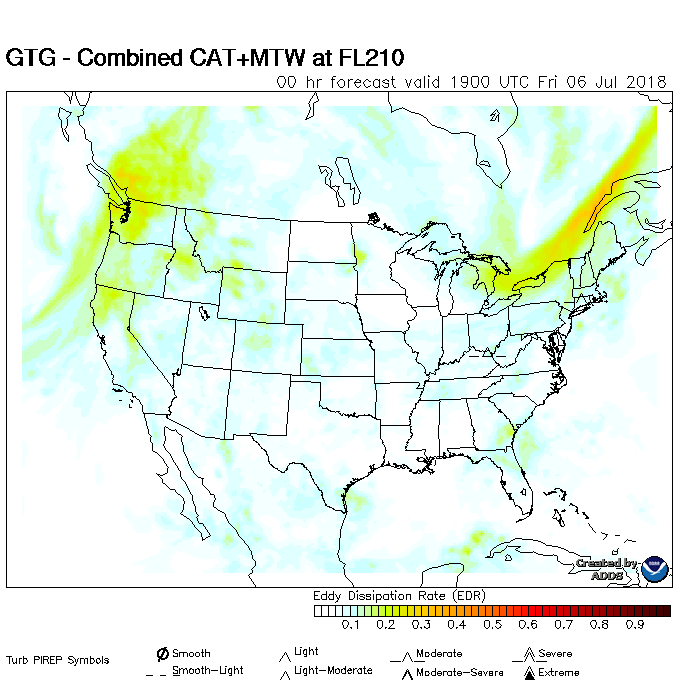 GTG - Combined CAT+MTW at FL210
00 hr forecast valid 1900 UTC Fri 06 Jul 2018
Created by
ADDS
Eddy Dissipation Rate (EDR)
0.1 0.2 0.3 0.4 0.5 0.6 0.7 0.8 0.9
Turb PIREP Symbols
Smooth Light Moderate Severe
Smooth-Light Light-Moderate Moderate-Severe Extreme